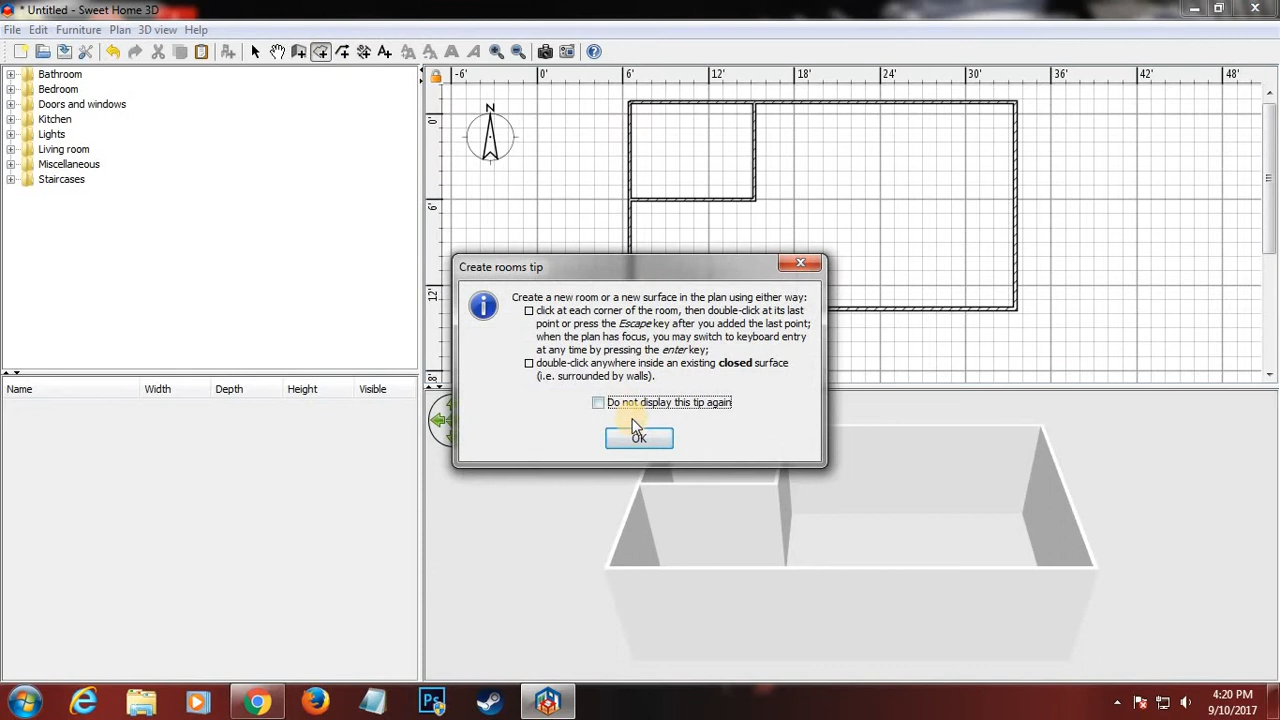 * Untitled - Sweet Home 3D
File Edit Furniture Plan 3D view Help
-6' 0' 6' 12' 18' 24' 30' 36' 42' 48'
Bathroom
Bedroom
Doors and windows
Kitchen
Lights
Living room
Miscellaneous
Staircases
N
0'
6'
12'
Name Width Depth Height Visible
Create rooms tip
Create a new room or a new surface in the plan using either way:
click at each corner of the room, then double-click at its last
point or press the Escape key after you added the last point;
when the plan has focus, you may switch to keyboard entry
at any time by pressing the enter key;
double-click anywhere inside an existing closed surface
(i.e. surrounded by walls).
Do not display this tip again
OK
4:20 PM
9/10/2017